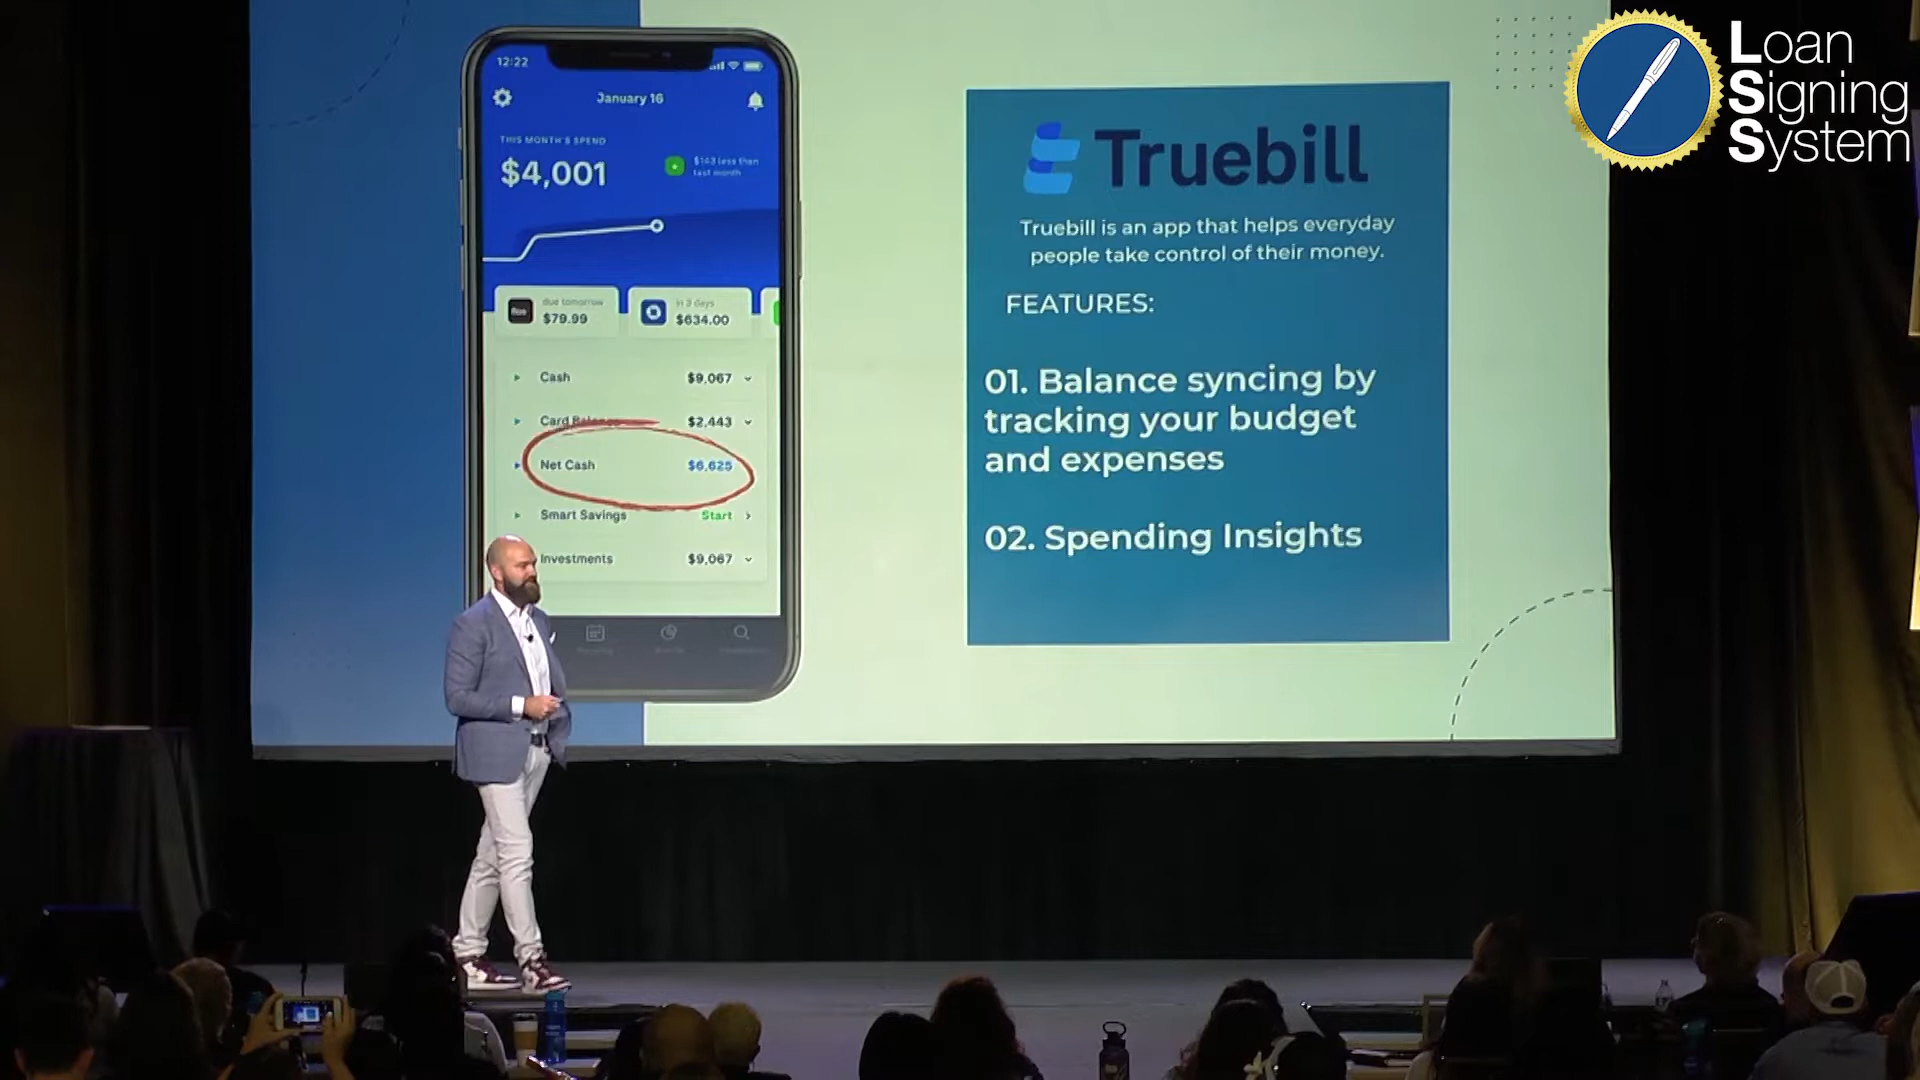 12:22
January 16
THIS MONTH'S SPEND
$4,001
$163 less than
last month
due tomorrow
$79.99
in 3 days
$634.00
Cash $9,067
Card Balance $2,443
Net Cash $6,625
Smart Savings Start
Investments $9,067
Truebill
Truebill is an app that helps everyday
people take control of their money.
FEATURES:
01. Balance syncing by
tracking your budget
and expenses
02. Spending Insights
Loan
Signing
System